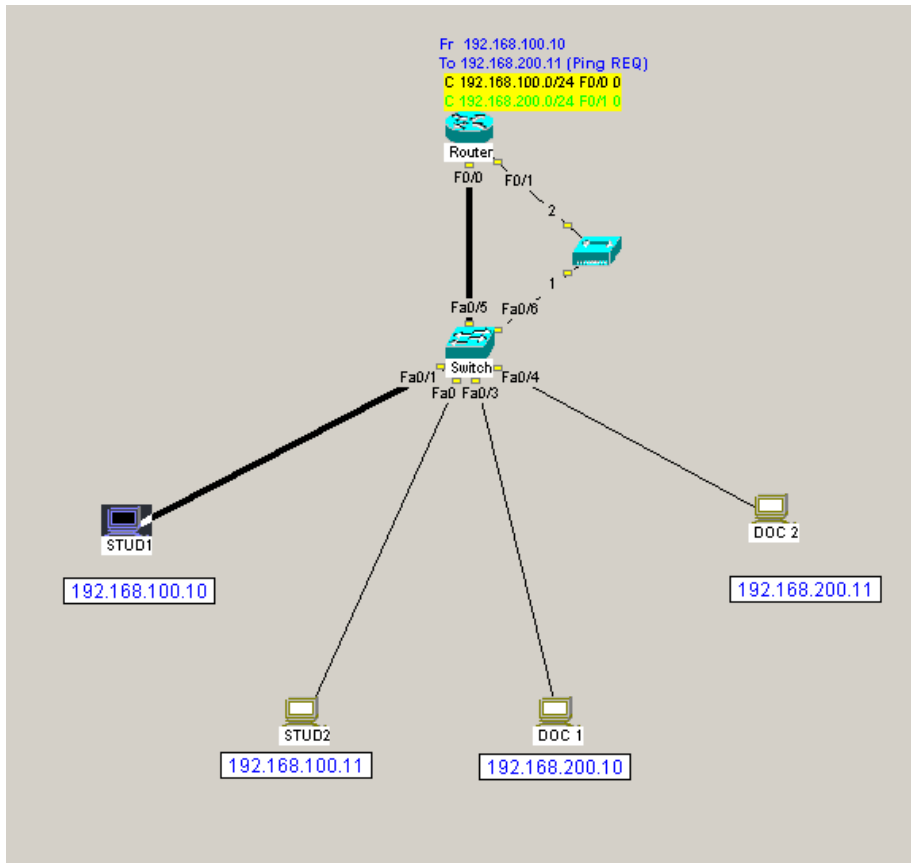 Fr 192.168.100.10
To 192.168.200.11 (Ping REQ)
C 192.168.100.0/24 F0/0 0
C 192.168.200.0/24 F0/1 0
Router
F0/0
F0/1
2
1
Fa0/5
Fa0/6
Switch
Fa0/1
Fa0/4
Fa0
Fa0/3
STUD1
192.168.100.10
DOC 2
192.168.200.11
STUD2
192.168.100.11
DOC 1
192.168.200.10